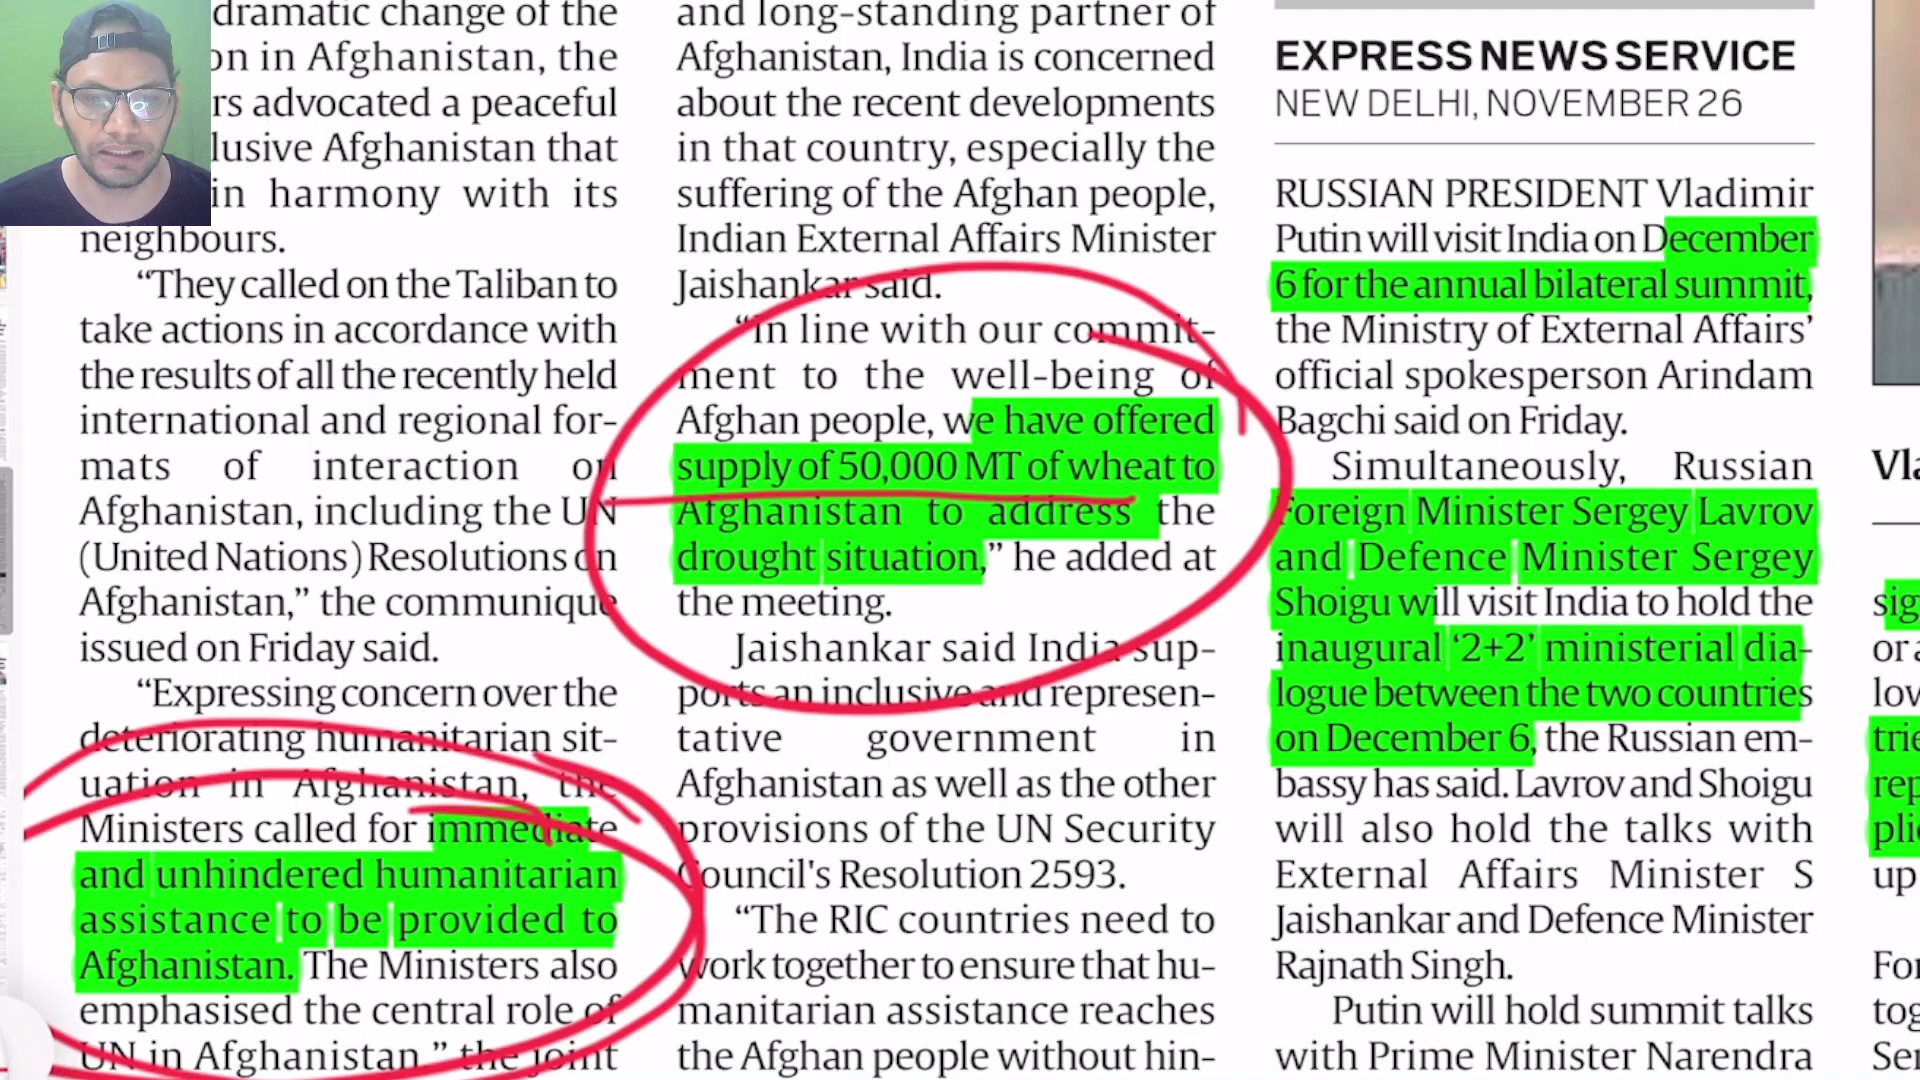 dramatic change of the
on in Afghanistan, the
rs advocated a peaceful
lusive Afghanistan that
in harmony with its
neighbours.
“They called on the Taliban to
take actions in accordance with
the results of all the recently held
international and regional for-
mats of interaction on
Afghanistan, including the UN
(United Nations) Resolutions on
Afghanistan,” the communique
issued on Friday said.
“Expressing concern over the
deteriorating humanitarian sit-
uation in Afghanistan, the
Ministers called for immediate
and unhindered humanitarian
assistance to be provided to
Afghanistan. The Ministers also
emphasised the central role of
UN in Afghanistan,” the joint
and long-standing partner of
Afghanistan, India is concerned
about the recent developments
in that country, especially the
suffering of the Afghan people,
Indian External Affairs Minister
Jaishankar said.
“In line with our commit-
ment to the well-being of
Afghan people, we have offered
supply of 50,000 MT of wheat to
Afghanistan to address the
drought situation,” he added at
the meeting.
Jaishankar said India sup-
ports an inclusive and represen-
tative government in
Afghanistan as well as the other
provisions of the UN Security
Council's Resolution 2593.
“The RIC countries need to
work together to ensure that hu-
manitarian assistance reaches
the Afghan people without hin-
EXPRESS NEWS SERVICE
NEW DELHI, NOVEMBER 26
RUSSIAN PRESIDENT Vladimir
Putin will visit India on December
6 for the annual bilateral summit,
the Ministry of External Affairs’
official spokesperson Arindam
Bagchi said on Friday.
Simultaneously, Russian
Foreign Minister Sergey Lavrov
and Defence Minister Sergey
Shoigu will visit India to hold the
inaugural ‘2+2’ ministerial dia-
logue between the two countries
on December 6, the Russian em-
bassy has said. Lavrov and Shoigu
will also hold the talks with
External Affairs Minister S
Jaishankar and Defence Minister
Rajnath Singh.
Putin will hold summit talks
with Prime Minister Narendra
Vla
sig
or a
low
trie
rep
plic
up
For
tog
Ser